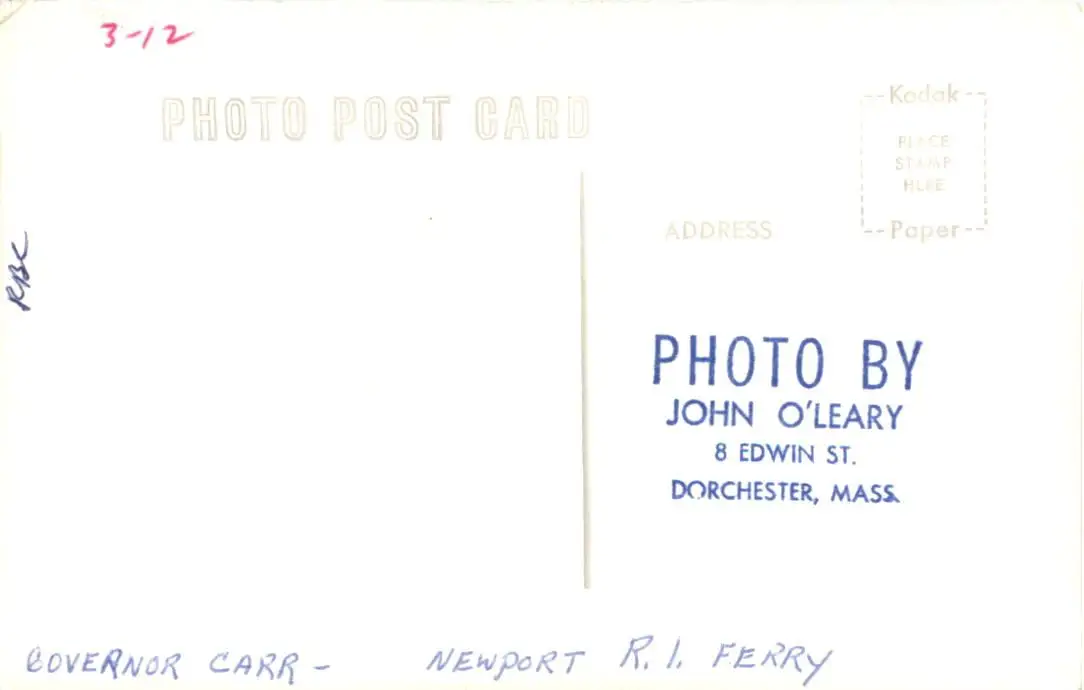 3-12
PHOTO POST CARD
Kodak
PLACE
STAMP
HERE
Paper
ADDRESS
RBC
PHOTO BY
JOHN O'LEARY
8 EDWIN ST.
DORCHESTER, MASS.
GOVERNOR CARR - NEWPORT R.I. FERRY